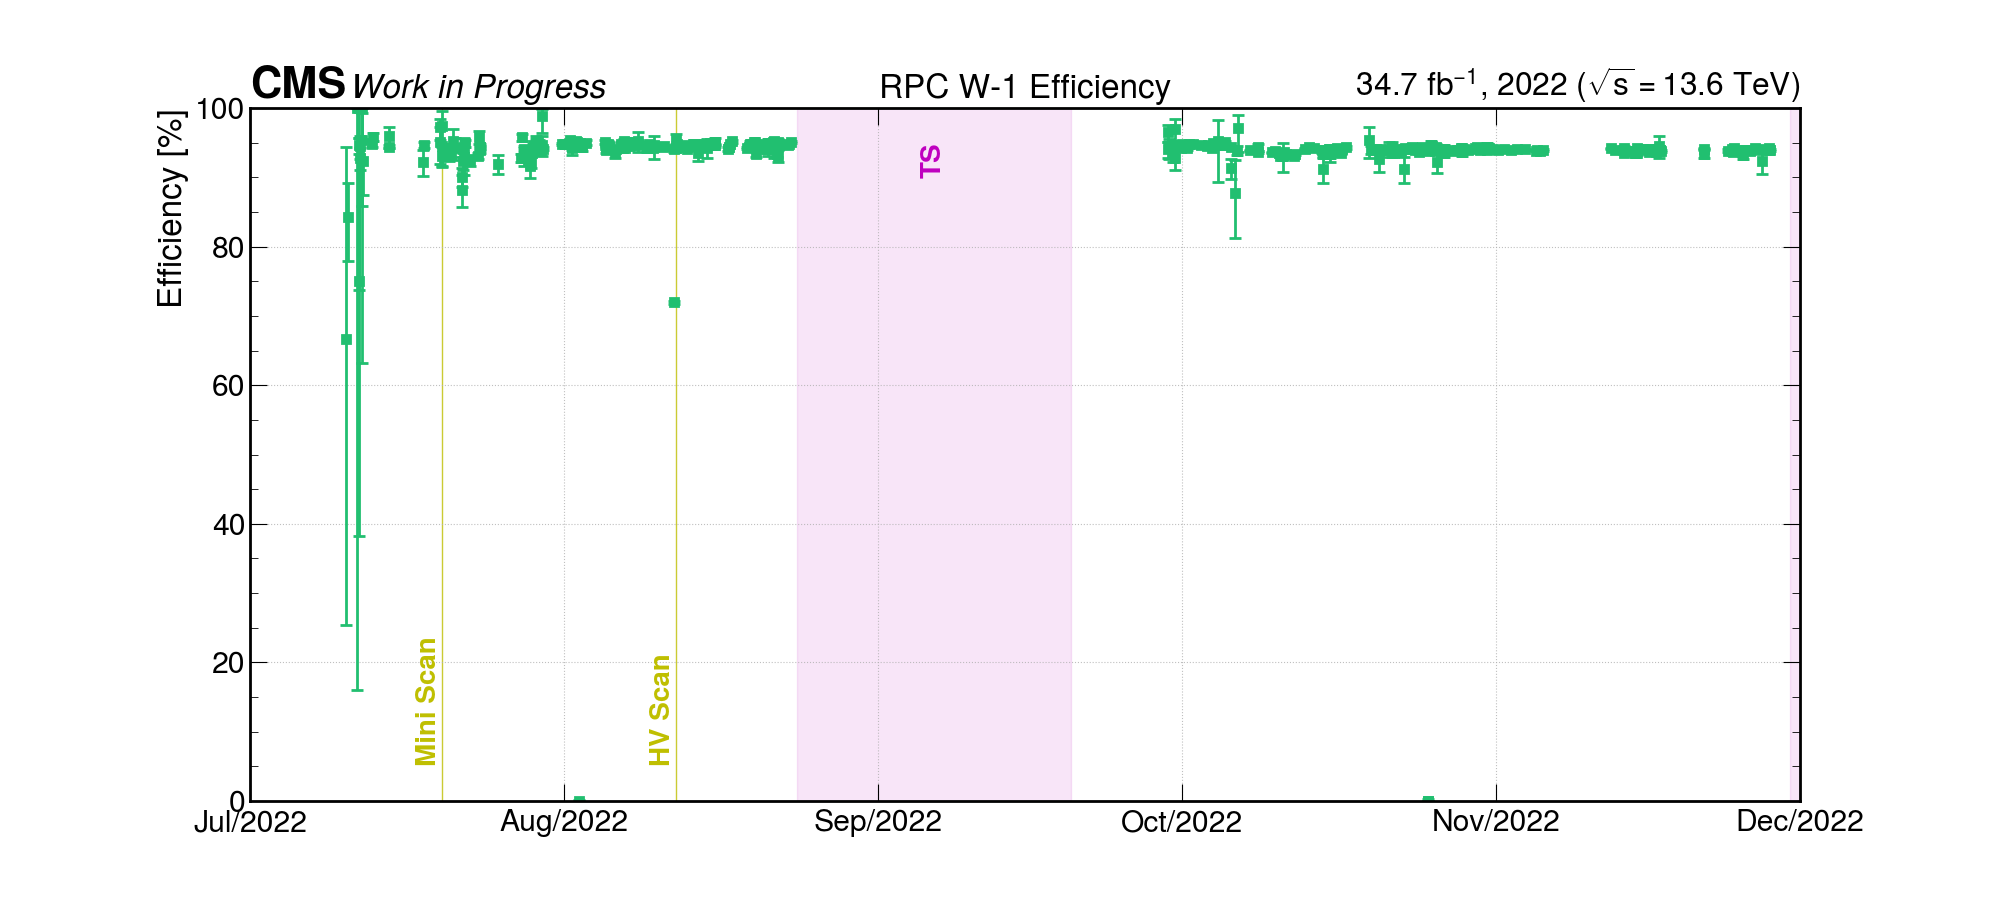 CMS Work in Progress RPC W-1 Efficiency 34.7 fb⁻¹, 2022 (√s = 13.6 TeV)
Efficiency [%]
100
80
60
40
20
0
TS
Mini Scan
HV Scan
Jul/2022 Aug/2022 Sep/2022 Oct/2022 Nov/2022 Dec/2022